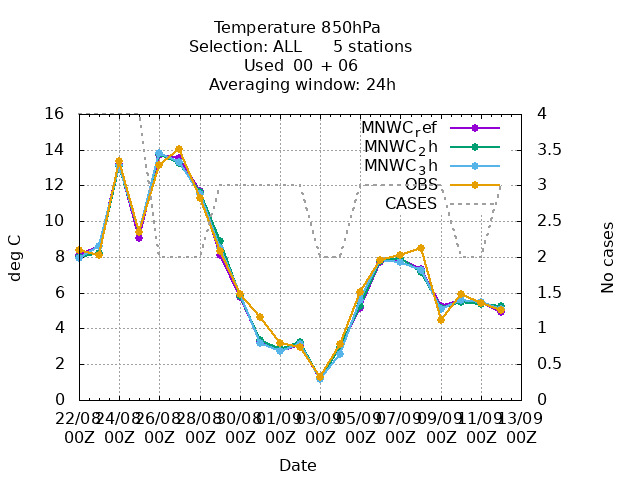 Temperature 850hPa
Selection: ALL 5 stations
Used 00 + 06
Averaging window: 24h
16 4
14 3.5
12 3
10 2.5
8 2
6 1.5
4 1
2 0.5
0 0
deg C
No cases
MNWCref
MNWC2h
MNWC3h
OBS
CASES
22/08 24/08 26/08 28/08 30/08 01/09 03/09 05/09 07/09 09/09 11/09 13/09
00Z 00Z 00Z 00Z 00Z 00Z 00Z 00Z 00Z 00Z 00Z 00Z
Date